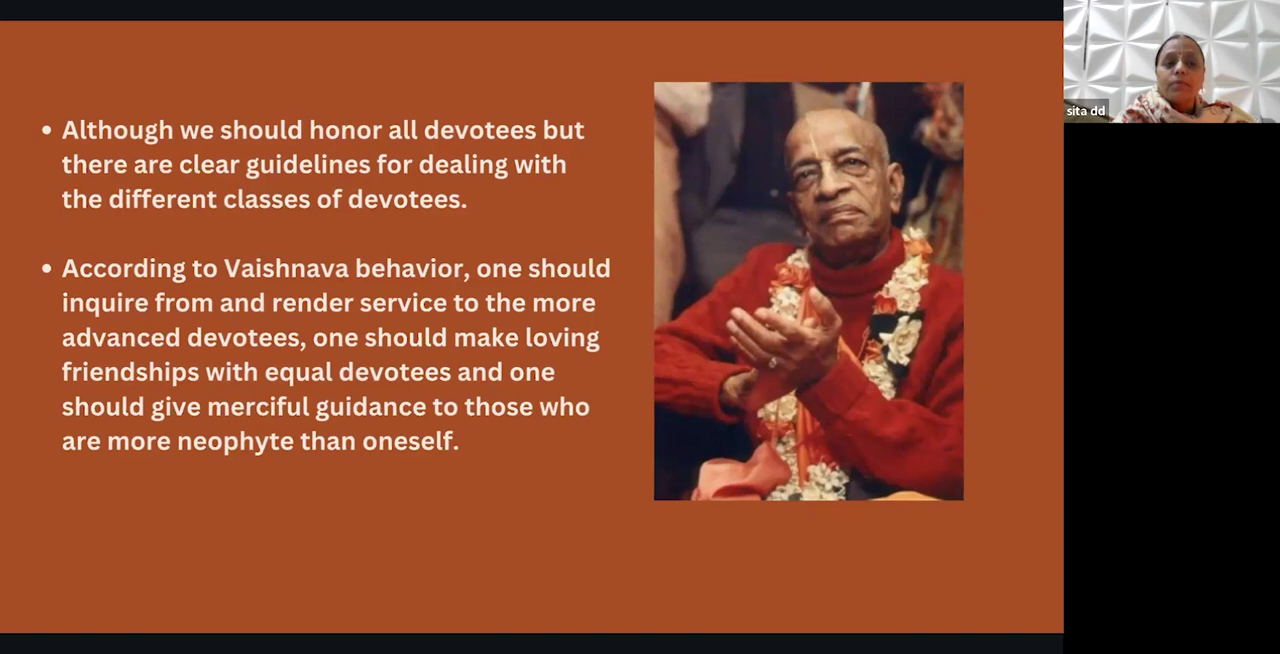 Although we should honor all devotees but
there are clear guidelines for dealing with
the different classes of devotees.
According to Vaishnava behavior, one should
inquire from and render service to the more
advanced devotees, one should make loving
friendships with equal devotees and one
should give merciful guidance to those who
are more neophyte than oneself.
sita dd